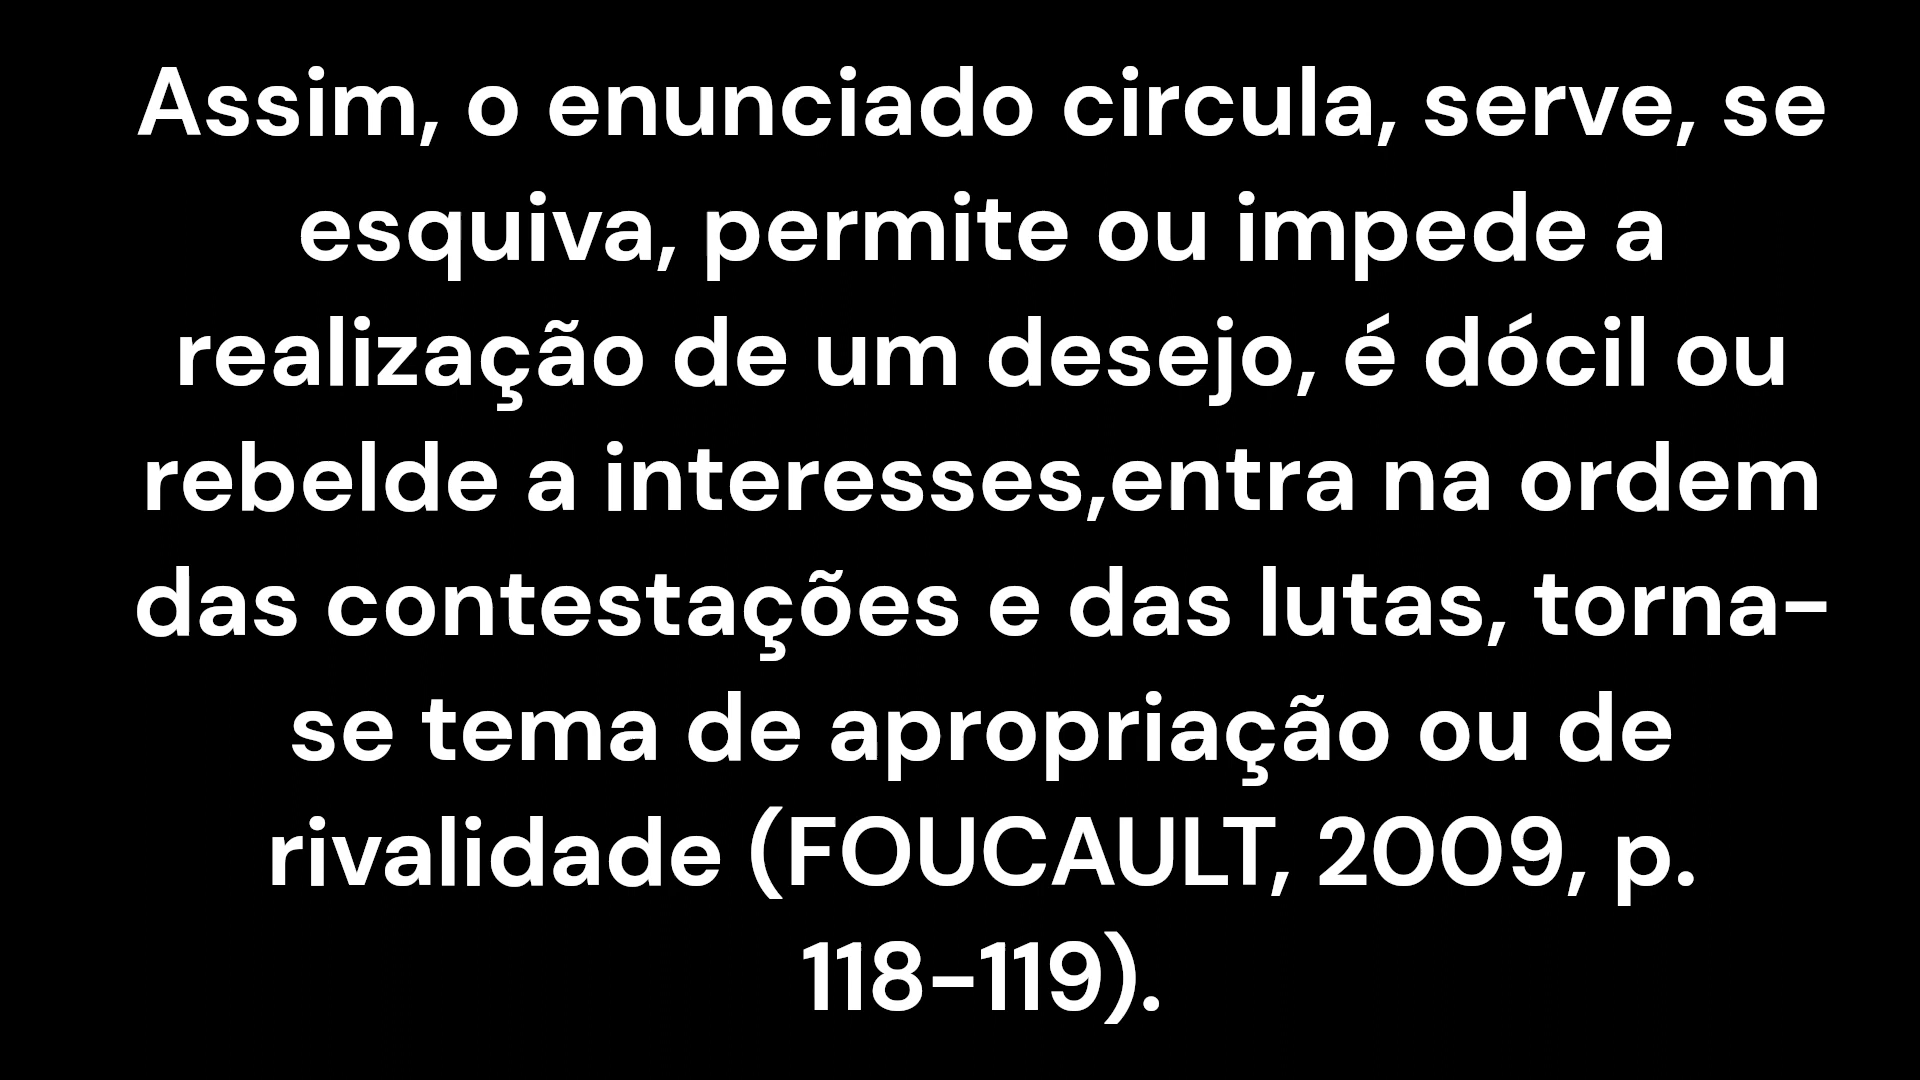 Assim, o enunciado circula, serve, se
esquiva, permite ou impede a
realização de um desejo, é dócil ou
rebelde a interesses,entra na ordem
das contestações e das lutas, torna-
se tema de apropriação ou de
rivalidade (FOUCAULT, 2009, p.
118-119).